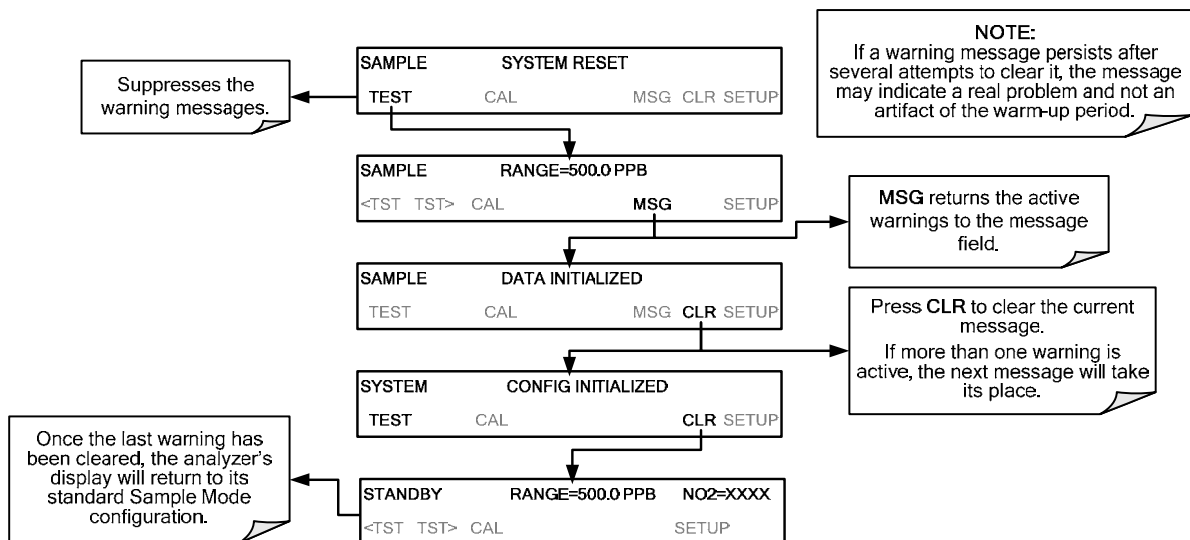 NOTE:
If a warning message persists after
several attempts to clear it, the message
may indicate a real problem and not an
artifact of the warm-up period.
SAMPLE SYSTEM RESET
TEST CAL MSG CLR SETUP
Suppresses the
warning messages.
SAMPLE RANGE=500.0 PPB
<TST TST> CAL MSG SETUP
MSG returns the active
warnings to the message
field.
SAMPLE DATA INITIALIZED
TEST CAL MSG CLR SETUP
Press CLR to clear the current
message.
If more than one warning is
active, the next message will take
its place.
SYSTEM CONFIG INITIALIZED
TEST CAL CLR SETUP
Once the last warning has
been cleared, the analyzer's
display will return to its
standard Sample Mode
configuration.
STANDBY RANGE=500.0 PPB NO2=XXXX
<TST TST> CAL SETUP